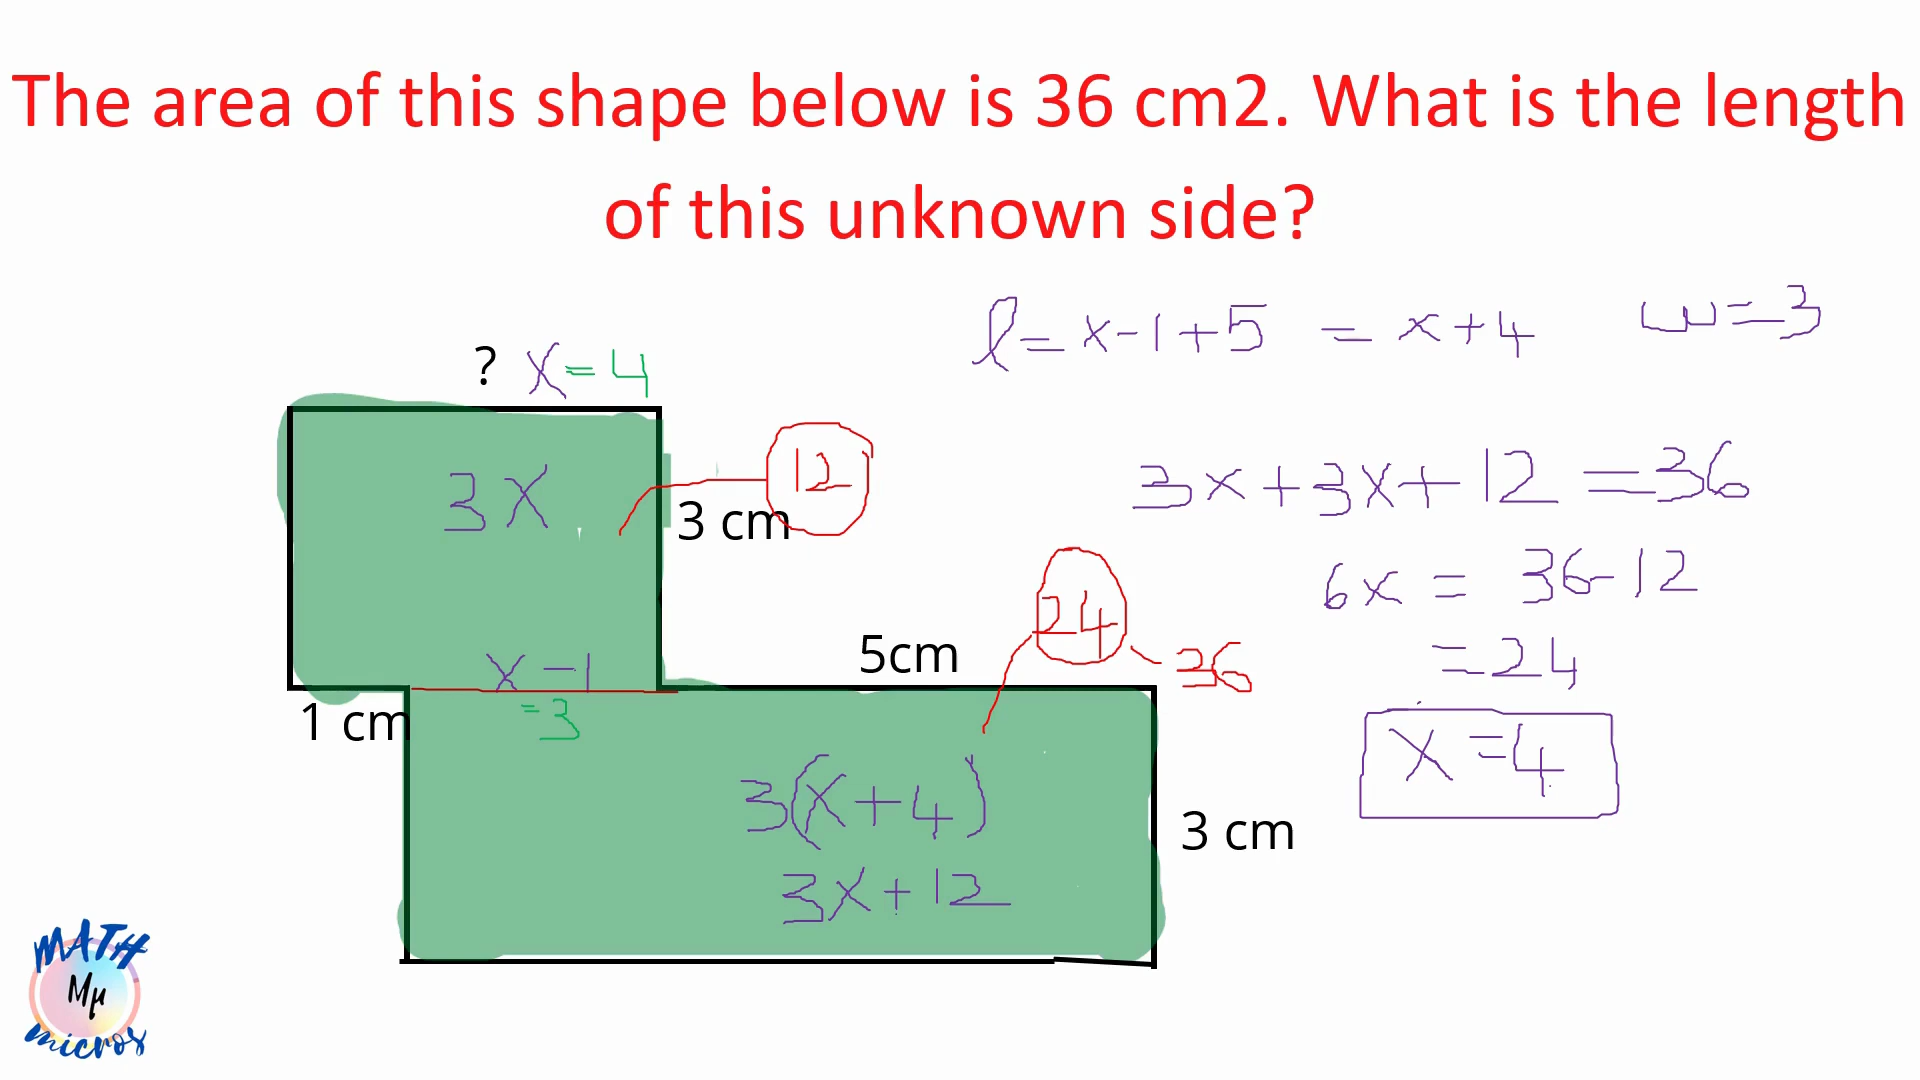 The area of this shape below is 36 cm2. What is the length
of this unknown side?
l = x - 1 + 5 = x + 4 w = 3
? x = 4
3x
12
3 cm
3x + 3x + 12 = 36
6x = 36 - 12
= 24
x = 4
24
36
5cm
x - 1
= 3
1 cm
3(x + 4)
3x + 12
3 cm
MATH
Mμ
micros